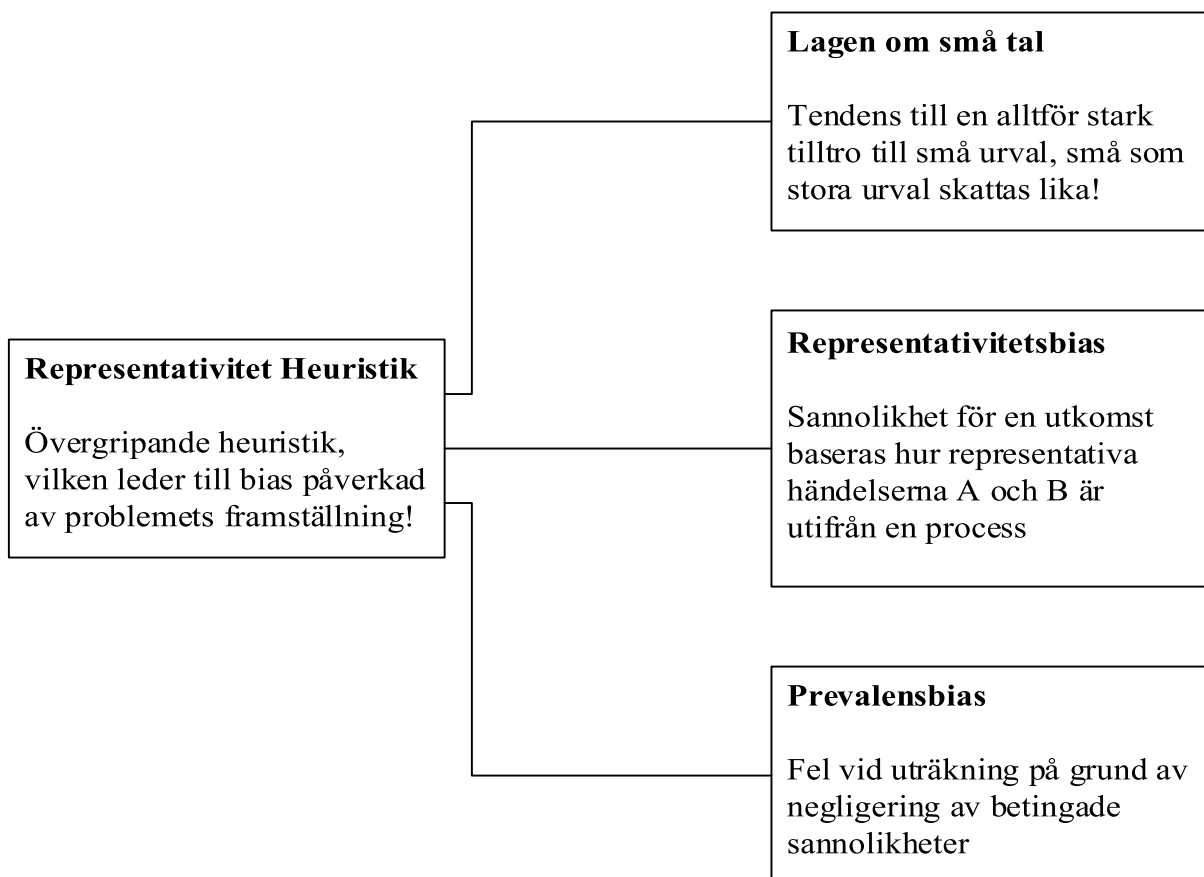 Representativitet Heuristik
Övergripande heuristik,
vilken leder till bias påverkad
av problemets framställning!
Lagen om små tal
Tendens till en alltför stark
tilltro till små urval, små som
stora urval skattas lika!
Representativitetsbias
Sannolikhet för en utkomst
baseras hur representativa
händelserna A och B är
utifrån en process
Prevalensbias
Fel vid uträkning på grund av
negligering av betingade
sannolikheter